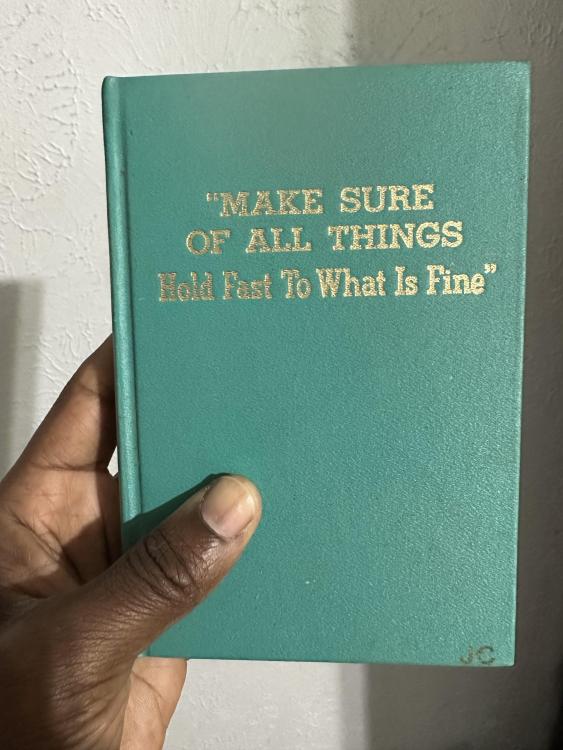 “MAKE SURE
OF ALL THINGS
Hold Fast To What Is Fine”
JC